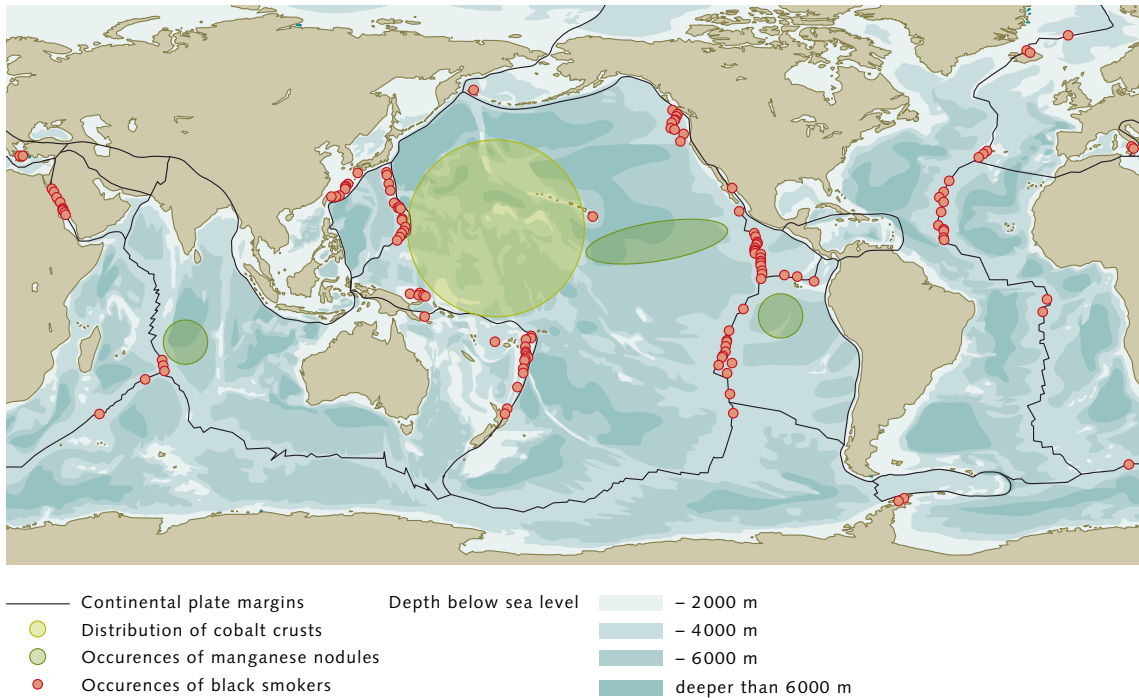 Continental plate margins
Distribution of cobalt crusts
Occurences of manganese nodules
Occurences of black smokers
Depth below sea level
– 2000 m
– 4000 m
– 6000 m
deeper than 6000 m